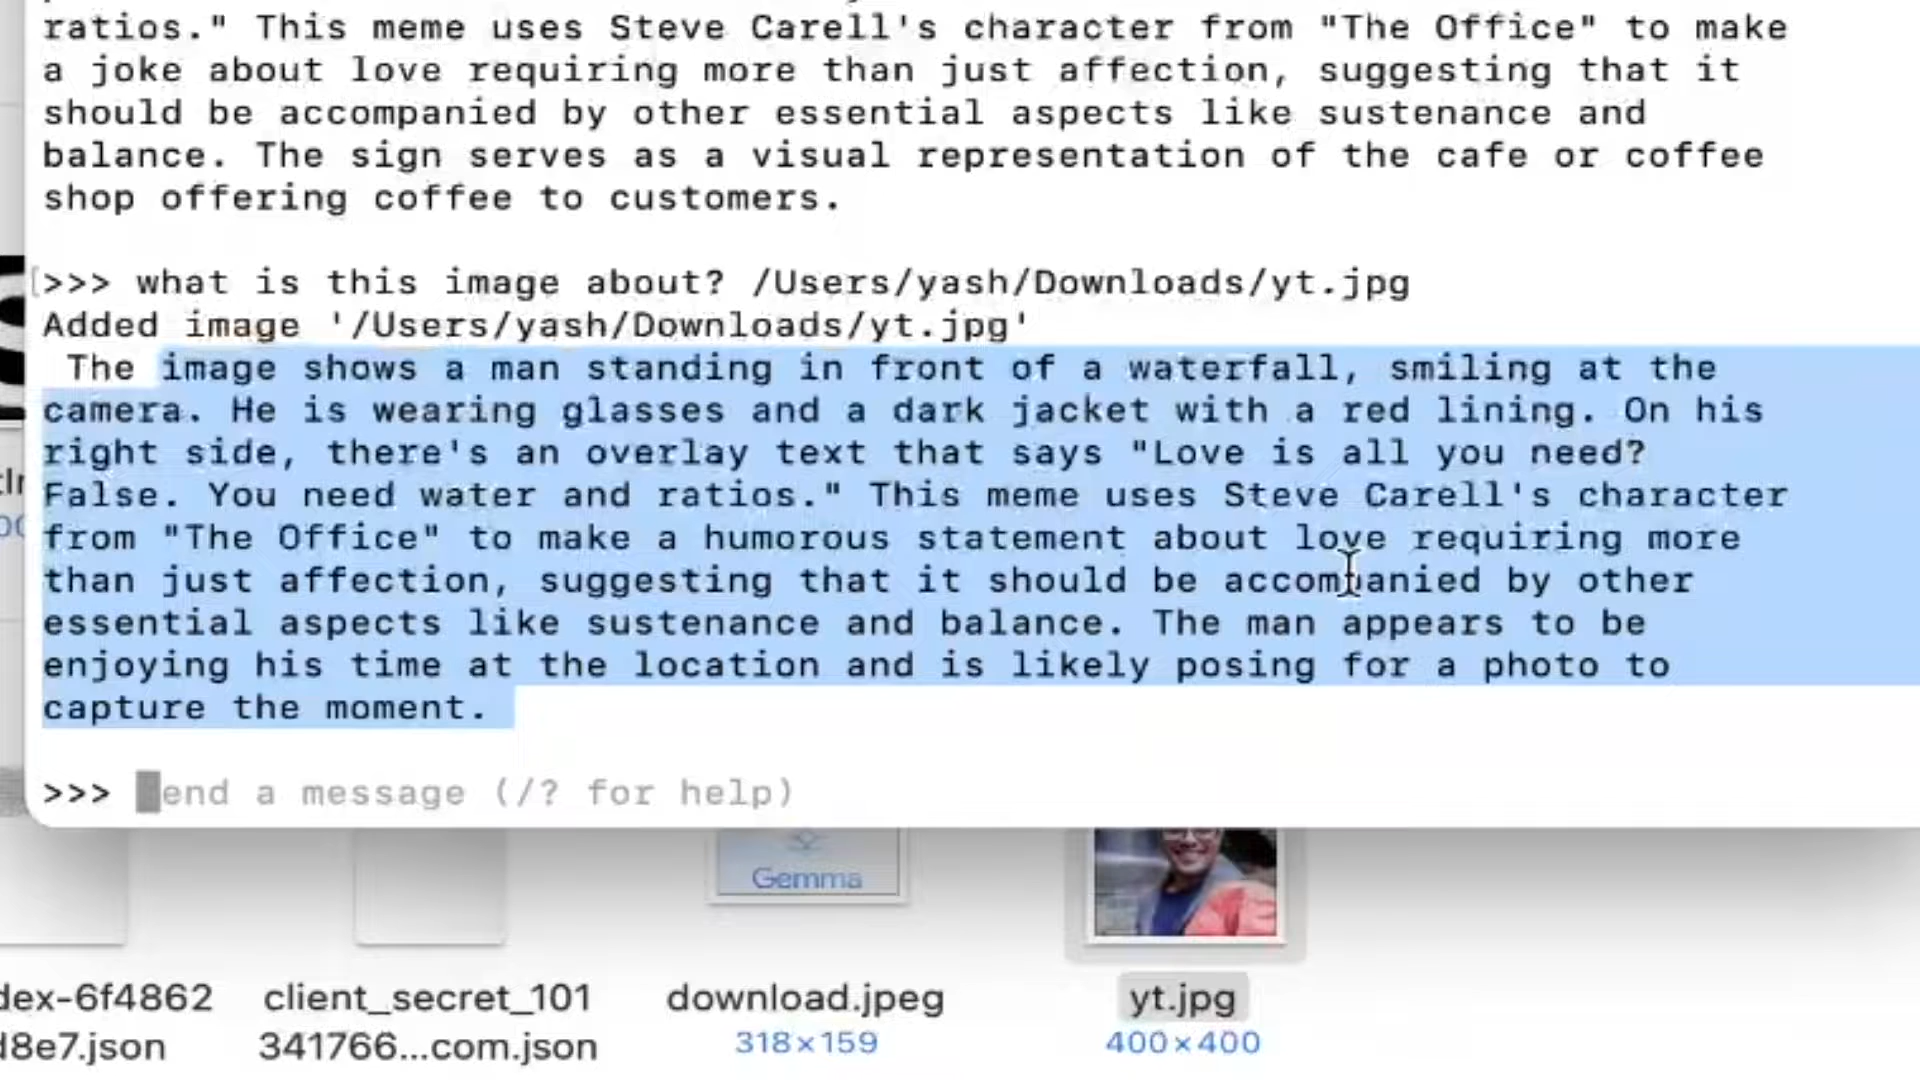 ratios." This meme uses Steve Carell's character from "The Office" to make
a joke about love requiring more than just affection, suggesting that it
should be accompanied by other essential aspects like sustenance and
balance. The sign serves as a visual representation of the cafe or coffee
shop offering coffee to customers.
>>> what is this image about? /Users/yash/Downloads/yt.jpg
Added image '/Users/yash/Downloads/yt.jpg'
The image shows a man standing in front of a waterfall, smiling at the
camera. He is wearing glasses and a dark jacket with a red lining. On his
right side, there's an overlay text that says "Love is all you need?
False. You need water and ratios." This meme uses Steve Carell's character
from "The Office" to make a humorous statement about love requiring more
than just affection, suggesting that it should be accompanied by other
essential aspects like sustenance and balance. The man appears to be
enjoying his time at the location and is likely posing for a photo to
capture the moment.
>>> end a message (/? for help)
Gemma
dex-6f4862
d8e7.json
client_secret_101
341766...com.json
download.jpeg
318×159
yt.jpg
400×400